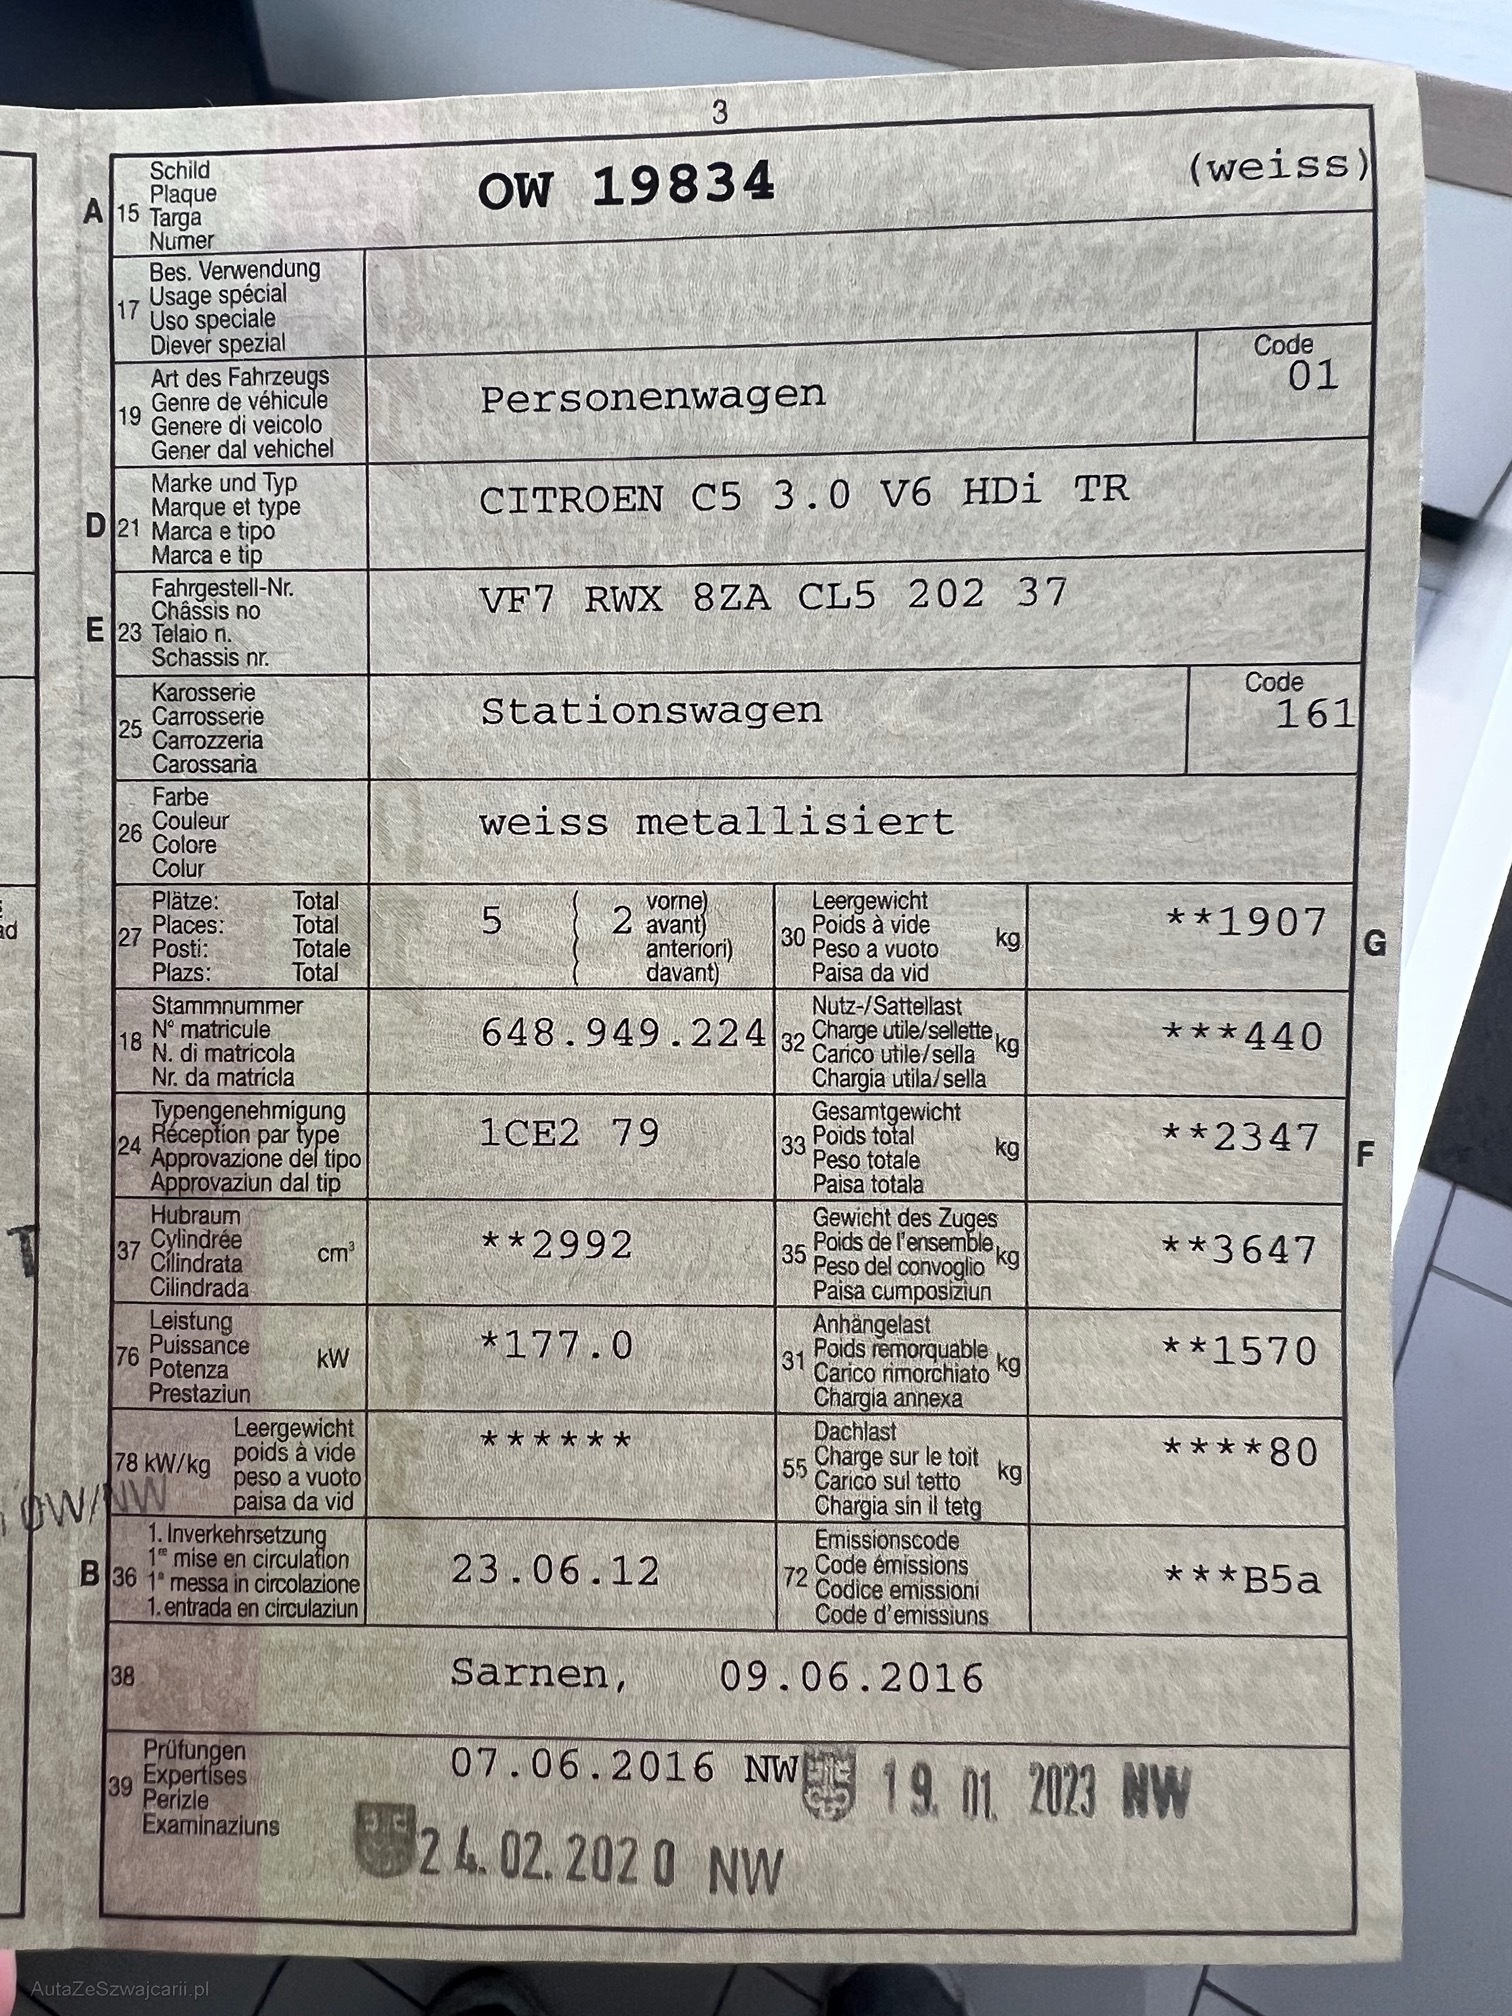 3
A 15 Schild
Plaque
Targa
Numer
OW 19834 (weiss)
17 Bes. Verwendung
Usage spécial
Uso speciale
Diever spezial
19 Art des Fahrzeugs
Genre de véhicule
Genere di veicolo
Gener dal vehichel
Personenwagen
Code
01
D 21 Marke und Typ
Marque et type
Marca e tipo
Marca e tip
CITROEN C5 3.0 V6 HDi TR
E 23 Fahrgestell-Nr.
Châssis no
Telaio n.
Schassis nr.
VF7 RWX 8ZA CL5 202 37
25 Karosserie
Carrosserie
Carrozzeria
Carossaria
Stationswagen
Code
161
26 Farbe
Couleur
Colore
Colur
weiss metallisiert
27 Plätze: Total
Places: Total
Posti: Totale
Plazs: Total
5 ( 2 vorne)
avant)
anteriori)
davant)
30 Leergewicht
Poids à vide
Peso a vuoto
Paisa da vid
kg
**1907
G
18 Stammnummer
N° matricule
N. di matricola
Nr. da matricla
648.949.224
32 Nutz-/Sattellast
Charge utile/sellette
Carico utile/sella
Chargia utila/sella
kg
***440
24 Typengenehmigung
Réception par type
Approvazione del tipo
Approvaziun dal tip
1CE2 79
33 Gesamtgewicht
Poids total
Peso totale
Paisa totala
kg
**2347
F
37 Hubraum
Cylindrée
Cilindrata
Cilindrada
cm³
**2992
35 Gewicht des Zuges
Poids de l'ensemble
Peso del convoglio
Paisa cumposiziun
kg
**3647
76 Leistung
Puissance
Potenza
Prestaziun
kW
*177.0
31 Anhängelast
Poids remorquable
Carico rimorchiato
Chargia annexa
kg
**1570
78 kW/kg Leergewicht
poids à vide
peso a vuoto
paisa da vid
******
55 Dachlast
Charge sur le toit
Carico sul tetto
Chargia sin il tetg
kg
****80
OW/NW
B 36 1. Inverkehrsetzung
1re mise en circulation
1a messa in circolazione
1. entrada en circulaziun
23.06.12
72 Emissionscode
Code émissions
Codice emissioni
Code d'emissiuns
***B5a
38 Sarnen, 09.06.2016
39 Prüfungen
Expertises
Perizie
Examinaziuns
07.06.2016 NW 19. 01. 2023 NW
24. 02. 2020 NW
AutaZeSzwajcarii.pl